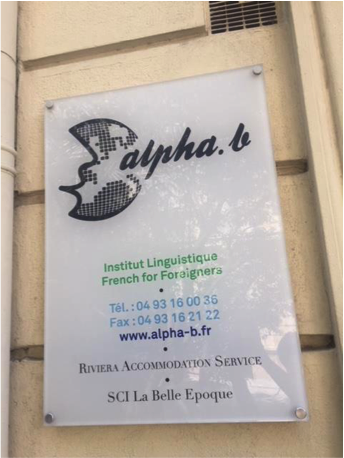 alpha.b
Institut Linguistique
French for Foreigners
•
Tél. : 04 93 16 00 36
Fax : 04 93 16 21 22
www.alpha-b.fr
•
Riviera Accommodation Service
•
SCI La Belle Epoque